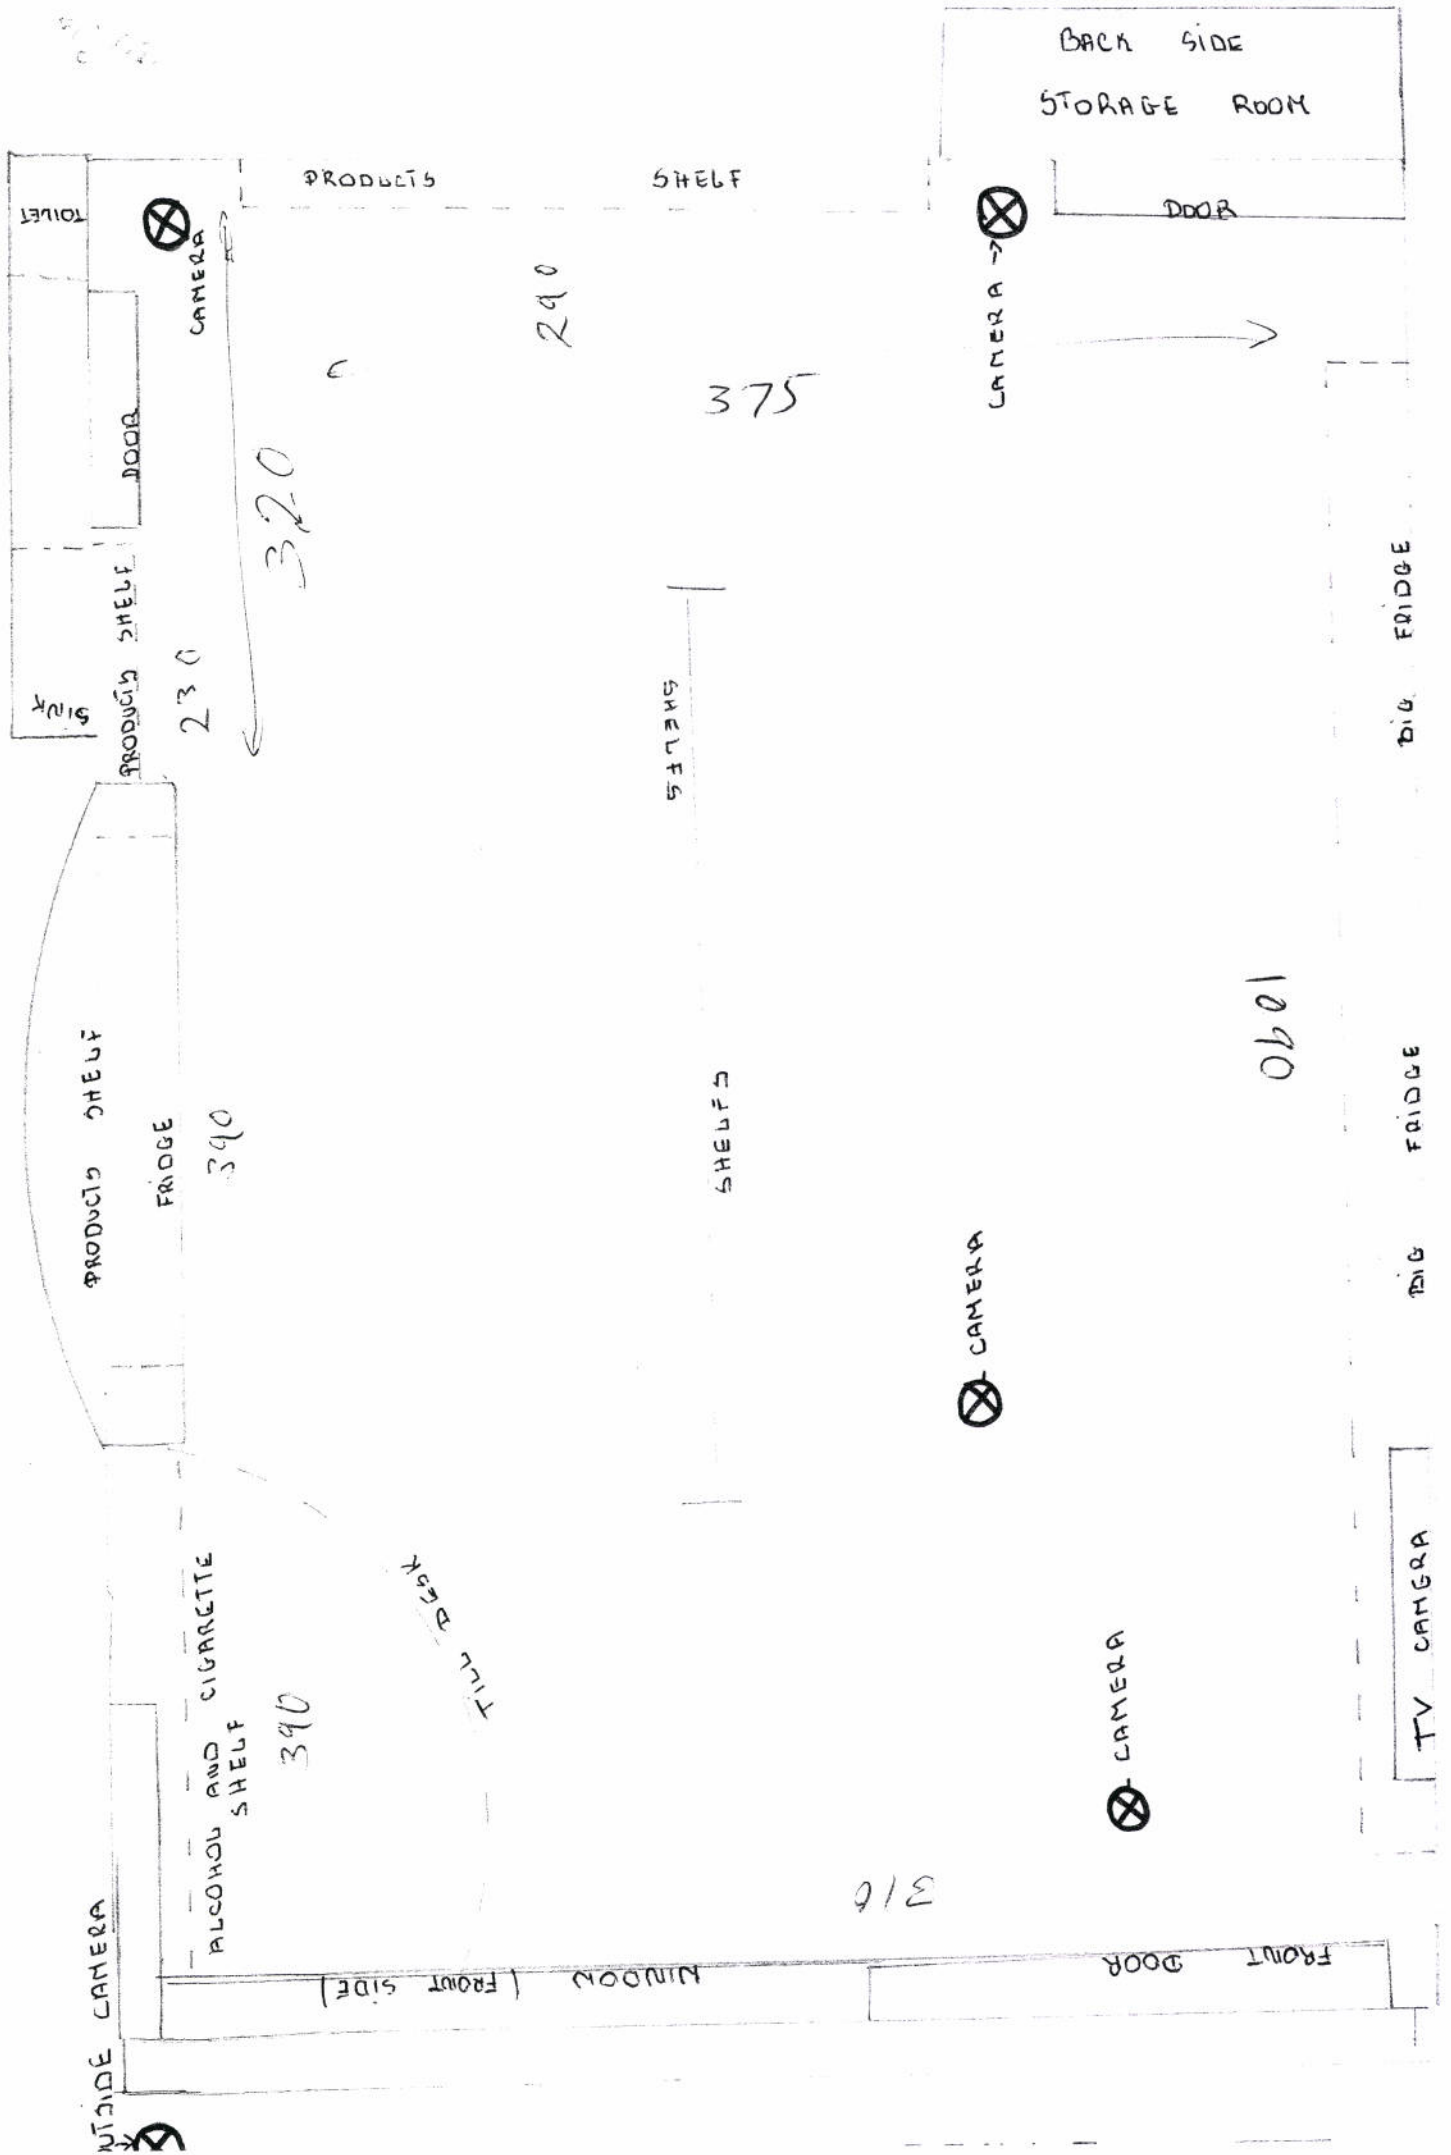 BACK SIDE
STORAGE ROOM
PRODUCTS SHELF
DOOR
TOILET
CAMERA
CAMERA →
290
375
DOOR
320
PRODUCTS SHELF
230
SINK
SHELFS
BIG FRIDGE
PRODUCTS SHELF
FRIDGE
390
SHELFS
1090
BIG FRIDGE
CAMERA
ALCOHOL AND CIGARETTE
SHELF
390
TILL DESK
CAMERA
TV CAMERA
310
WINDOW (FRONT SIDE)
FRONT DOOR
CAMERA